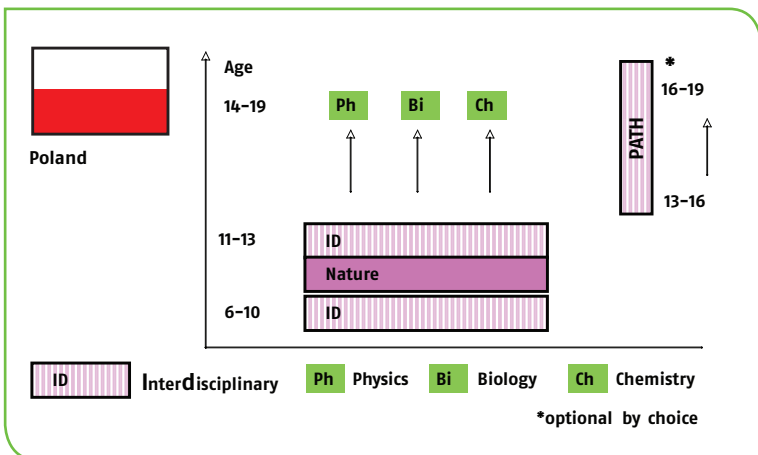 Poland
Age
14–19
Ph Bi Ch
11–13
ID
Nature
6–10
ID
PATH
*
16–19
13–16
ID Interdisciplinary Ph Physics Bi Biology Ch Chemistry
*optional by choice